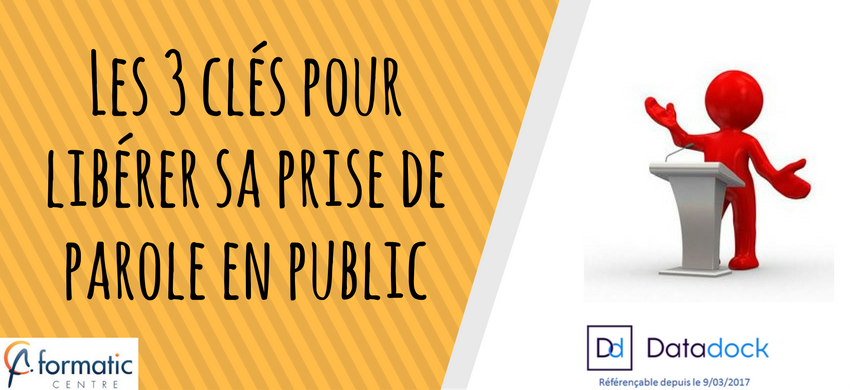 Les 3 clés pour
libérer sa prise de
parole en public
A.formatic
CENTRE
Dd Datadock
Référençable depuis le 9/03/2017